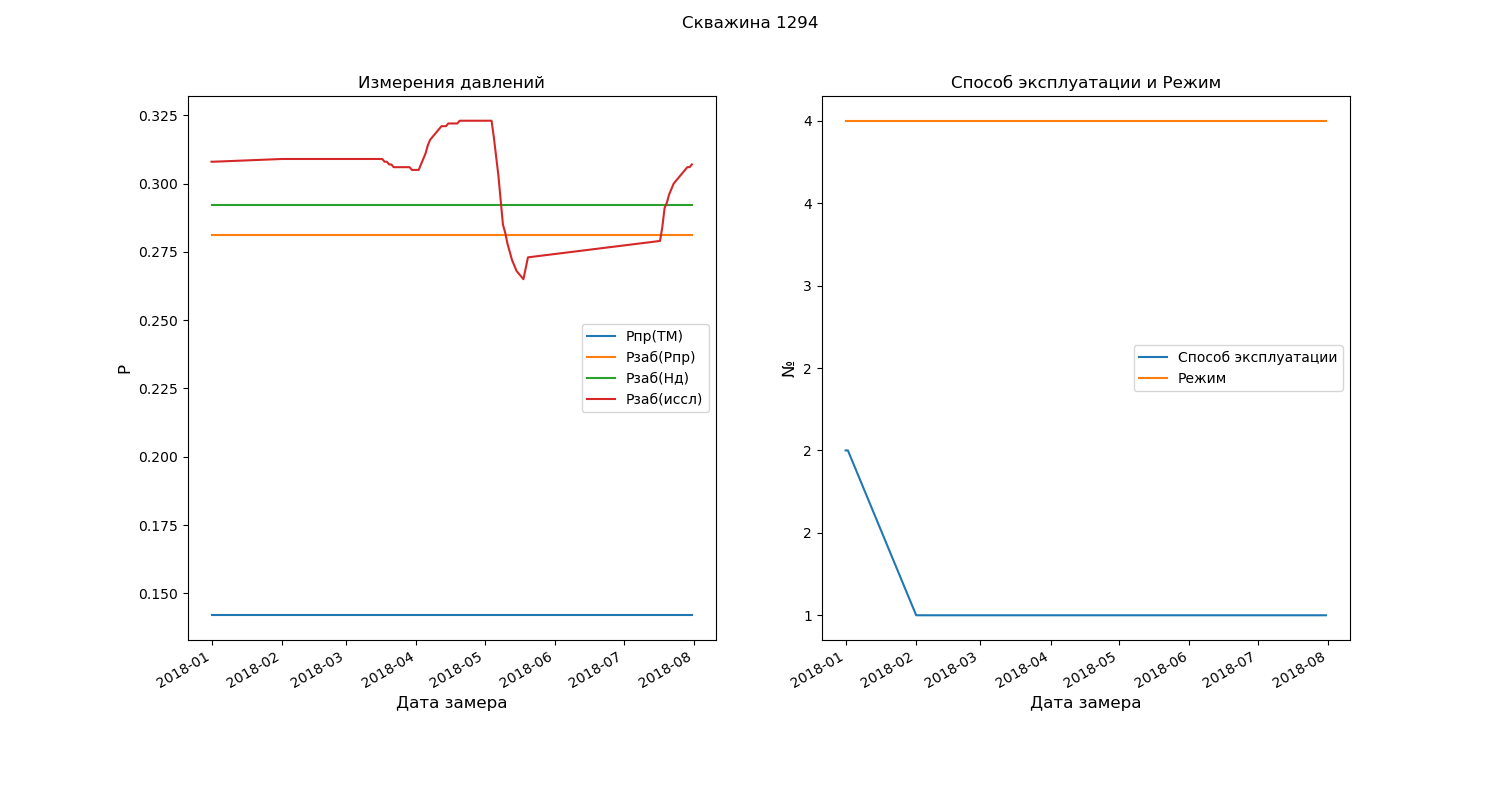 Скважина 1294
Измерения давлений
0.325
0.300
0.275
0.250
0.225
0.200
0.175
0.150
P
Рпр(ТМ)
Рзаб(Рпр)
Рзаб(Нд)
Рзаб(иссл)
2018-01
2018-02
2018-03
2018-04
2018-05
2018-06
2018-07
2018-08
Дата замера
Способ эксплуатации и Режим
4
4
3
2
2
2
1
№
Способ эксплуатации
Режим
2018-01
2018-02
2018-03
2018-04
2018-05
2018-06
2018-07
2018-08
Дата замера